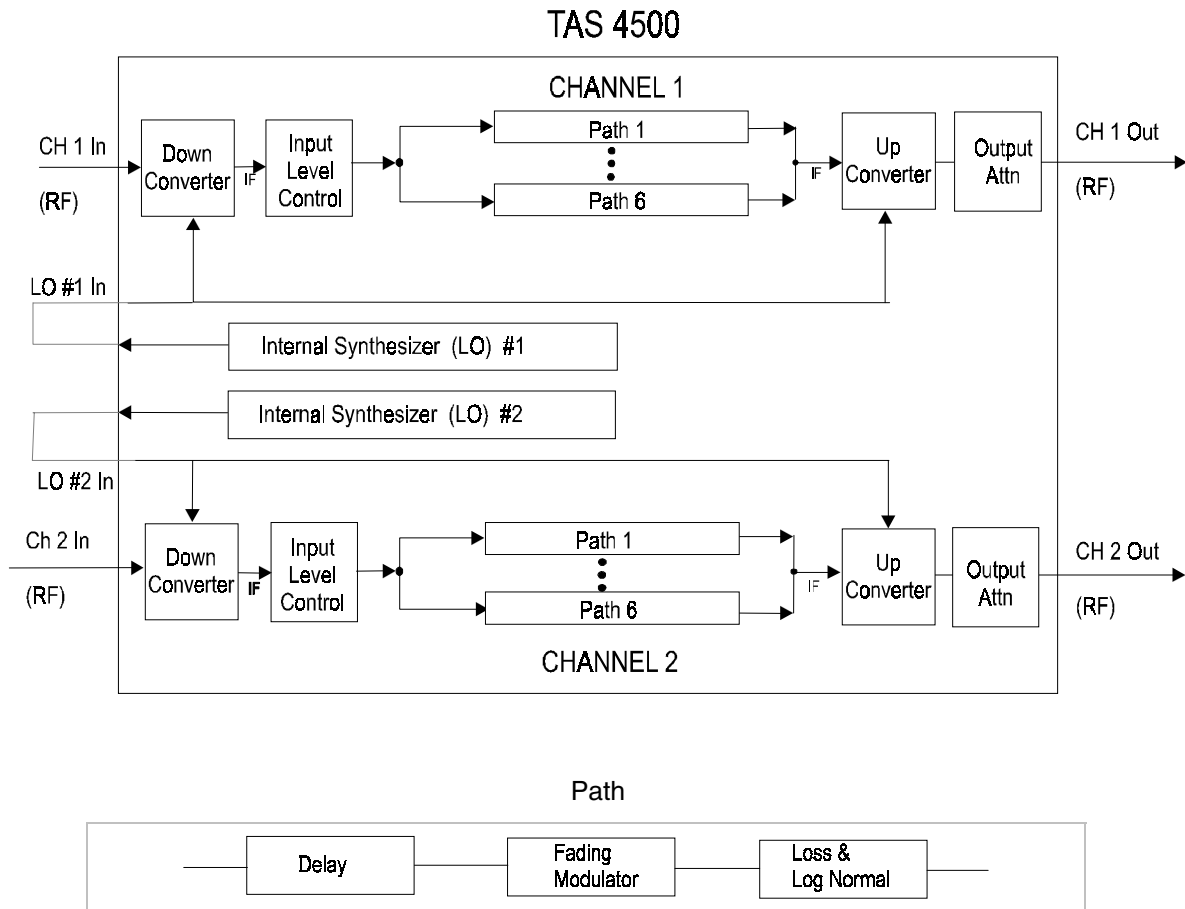 TAS 4500
CHANNEL 1
CH 1 In
(RF)
Down
Converter
IF
Input
Level
Control
Path 1
Path 6
IF
Up
Converter
Output
Attn
CH 1 Out
(RF)
LO #1 In
Internal Synthesizer (LO) #1
Internal Synthesizer (LO) #2
LO #2 In
Ch 2 In
(RF)
Down
Converter
IF
Input
Level
Control
Path 1
Path 6
IF
Up
Converter
Output
Attn
CH 2 Out
(RF)
CHANNEL 2
Path
Delay
Fading
Modulator
Loss &
Log Normal